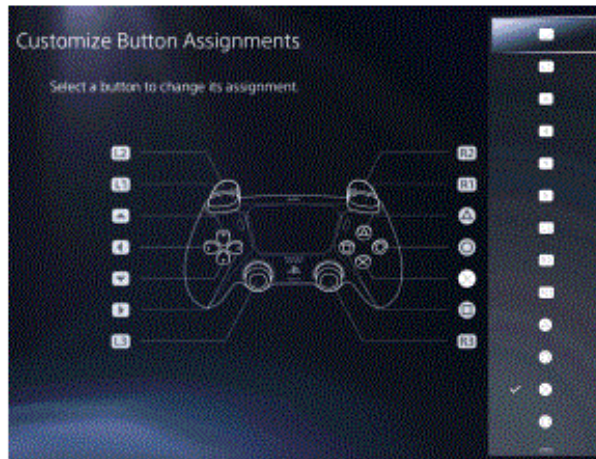 Customize Button Assignments
Select a button to change its assignment.
L2
R2
L1
R1
L3
R3